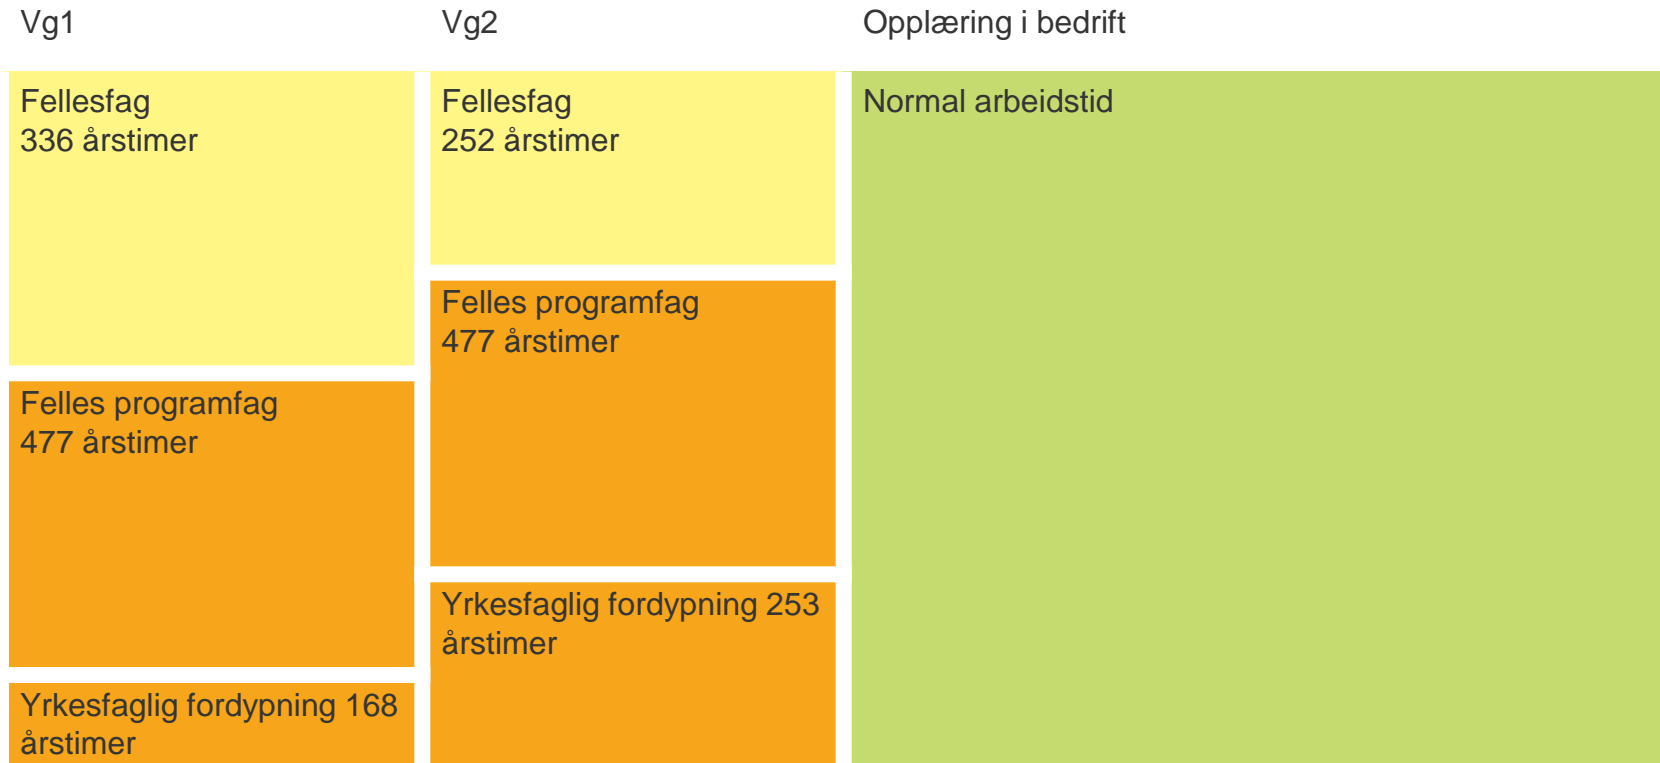 Vg1
Vg2
Opplæring i bedrift
Fellesfag
336 årstimer
Felles programfag
477 årstimer
Yrkesfaglig fordypning 168
årstimer
Fellesfag
252 årstimer
Felles programfag
477 årstimer
Yrkesfaglig fordypning 253
årstimer
Normal arbeidstid